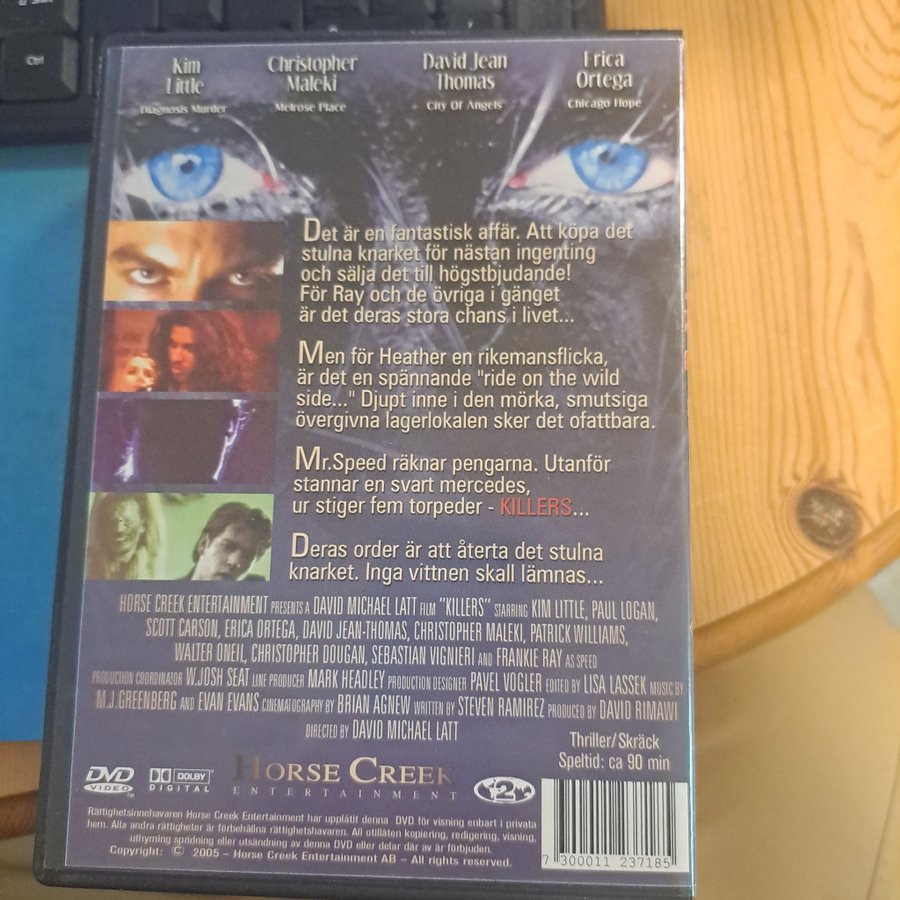 Ctrl
Kim Little
Diagnosis Murder
Christopher Maleki
Melrose Place
David Jean Thomas
City Of Angels
Erica Ortega
Chicago Hope
Det är en fantastisk affär. Att köpa det
stulna knarket för nästan ingenting
och sälja det till högstbjudande!
För Ray och de övriga i gänget
är det deras stora chans i livet...
Men för Heather en rikemansflicka,
är det en spännande "ride on the wild
side..." Djupt inne i den mörka, smutsiga
övergivna lagerlokalen sker det ofattbara.
Mr.Speed räknar pengarna. Utanför
stannar en svart mercedes,
ur stiger fem torpeder - KILLERS...
Deras order är att återta det stulna
knarket. Inga vittnen skall lämnas...
HORSE CREEK ENTERTAINMENT PRESENTS A DAVID MICHAEL LATT FILM "KILLERS" STARRING KIM LITTLE, PAUL LOGAN,
SCOTT CARSON, ERICA ORTEGA, DAVID JEAN-THOMAS, CHRISTOPHER MALEKI, PATRICK WILLIAMS,
WALTER ONEIL, CHRISTOPHER DOUGAN, SEBASTIAN VIGNIERI AND FRANKIE RAY AS SPEED
PRODUCTION COORDINATOR W.JOSH SEAT LINE PRODUCER MARK HEADLEY PRODUCTION DESIGNER PAVEL VOGLER EDITED BY LISA LASSEK MUSIC BY
M.J.GREENBERG AND EVAN EVANS CINEMATOGRAPHY BY BRIAN AGNEW WRITTEN BY STEVEN RAMIREZ PRODUCED BY DAVID RIMAWI
DIRECTED BY DAVID MICHAEL LATT
Thriller/Skräck
Speltid: ca 90 min
DVD
VIDEO™
DOLBY
DIGITAL
HORSE CREEK
ENTERTAINMENT
2
Rättighetsinnehavaren Horse Creek Entertainment har upplåtit denna DVD för visning enbart i privata
hem. Alla andra rättigheter är förbehållna rättighetshavaren. All otillåten kopiering, redigering, visning,
uthyrning spridning eller utsändning av denna DVD eller delar där av är förbjuden.
Copyright: © 2005 - Horse Creek Entertainment AB – All rights reserved.
7 300011 237185